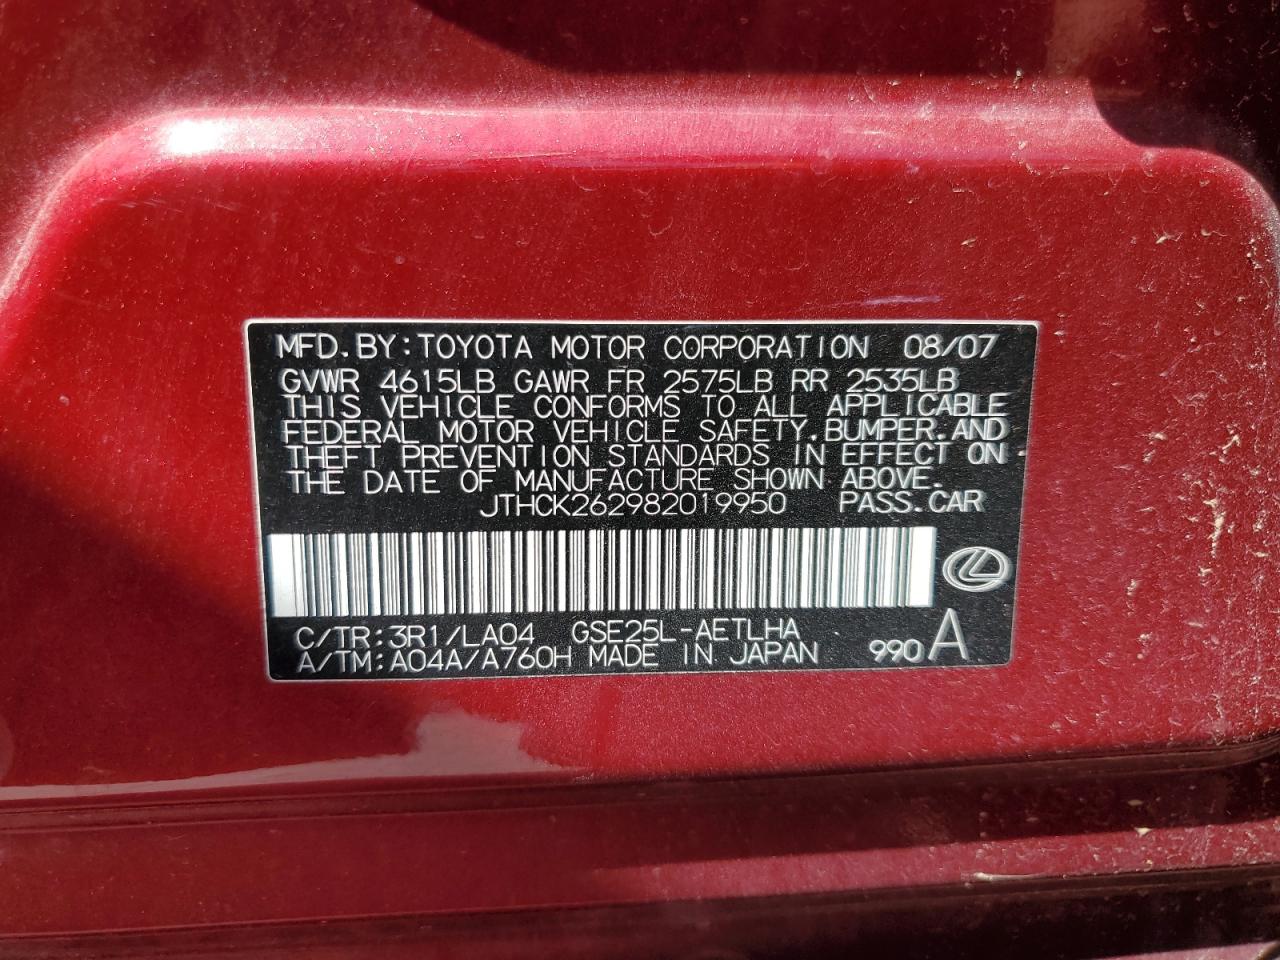 MFD.BY:TOYOTA MOTOR CORPORATION 08/07
GVWR 4615LB GAWR FR 2575LB RR 2535LB
THIS VEHICLE CONFORMS TO ALL APPLICABLE
FEDERAL MOTOR VEHICLE SAFETY,BUMPER,AND
THEFT PREVENTION STANDARDS IN EFFECT ON
THE DATE OF MANUFACTURE SHOWN ABOVE.
JTHCK262982019950 PASS.CAR
C/TR:3R1/LA04 GSE25L-AETLHA
A/TM:A04A/A760H MADE IN JAPAN 990 A